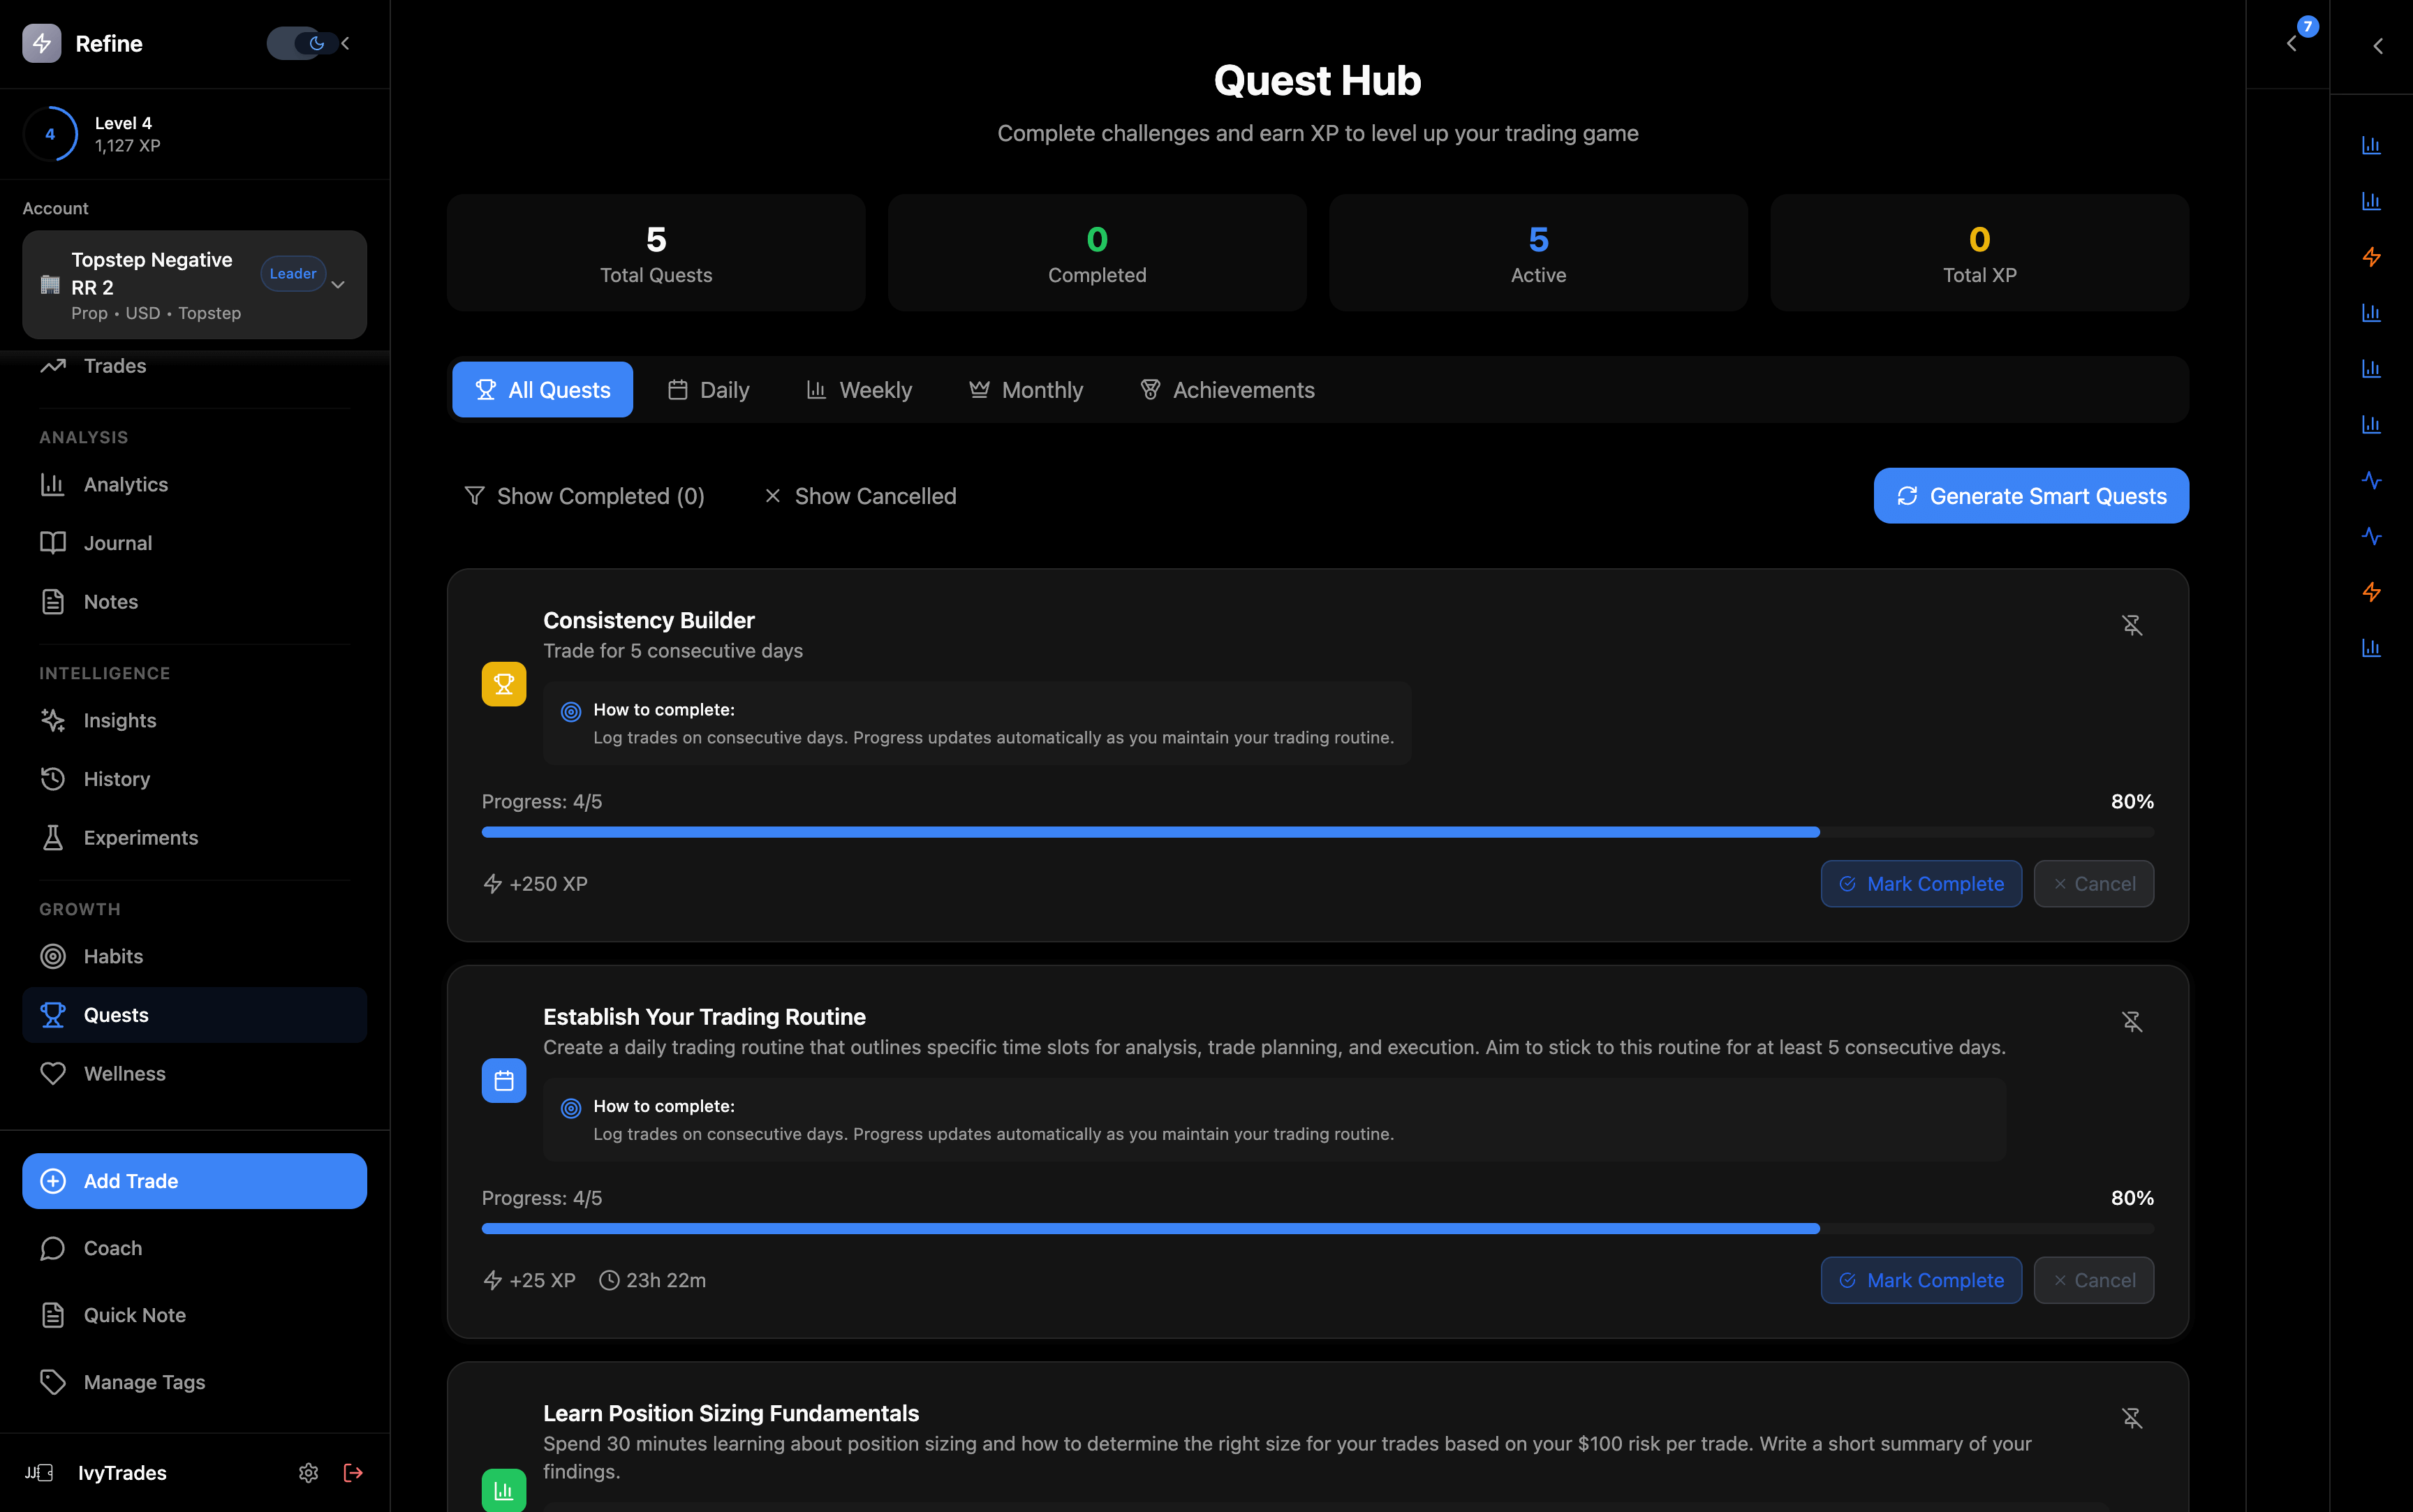 Refine
4
Level 4
1,127 XP
Account
Topstep Negative
RR 2
Leader
Prop • USD • Topstep
Trades
ANALYSIS
Analytics
Journal
Notes
INTELLIGENCE
Insights
History
Experiments
GROWTH
Habits
Quests
Wellness
Add Trade
Coach
Quick Note
Manage Tags
IvyTrades
Quest Hub
Complete challenges and earn XP to level up your trading game
5
Total Quests
0
Completed
5
Active
0
Total XP
All Quests
Daily
Weekly
Monthly
Achievements
Show Completed (0)
Show Cancelled
Generate Smart Quests
Consistency Builder
Trade for 5 consecutive days
How to complete:
Log trades on consecutive days. Progress updates automatically as you maintain your trading routine.
Progress: 4/5
80%
+250 XP
Mark Complete
Cancel
Establish Your Trading Routine
Create a daily trading routine that outlines specific time slots for analysis, trade planning, and execution. Aim to stick to this routine for at least 5 consecutive days.
How to complete:
Log trades on consecutive days. Progress updates automatically as you maintain your trading routine.
Progress: 4/5
80%
+25 XP
23h 22m
Mark Complete
Cancel
Learn Position Sizing Fundamentals
Spend 30 minutes learning about position sizing and how to determine the right size for your trades based on your $100 risk per trade. Write a short summary of your
findings.
7